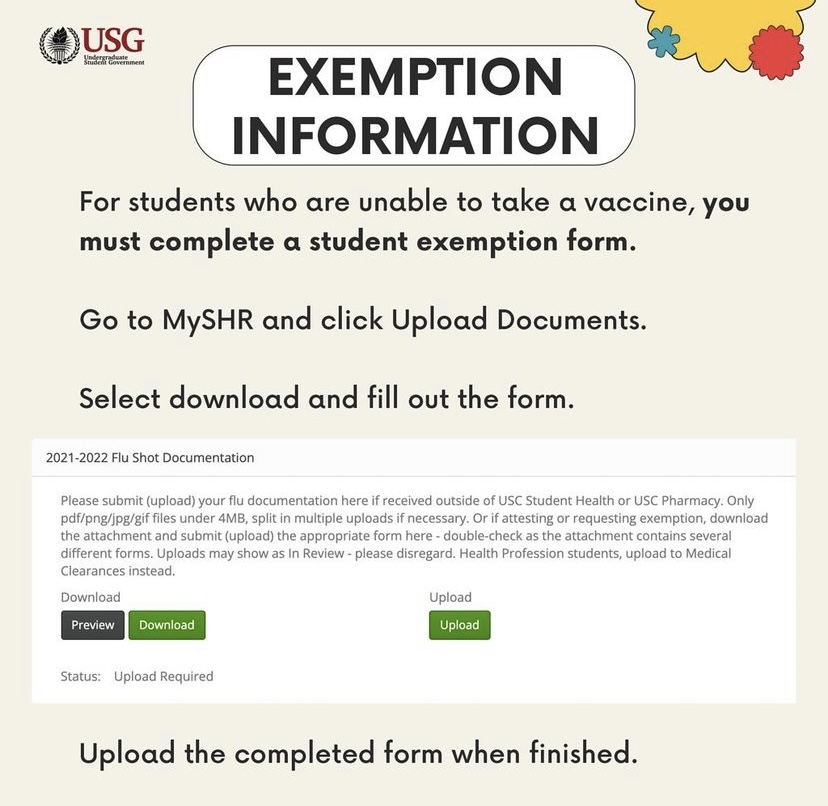 USG
Undergraduate
Student Government
EXEMPTION
INFORMATION
For students who are unable to take a vaccine, you
must complete a student exemption form.
Go to MySHR and click Upload Documents.
Select download and fill out the form.
2021-2022 Flu Shot Documentation
Please submit (upload) your flu documentation here if received outside of USC Student Health or USC Pharmacy. Only
pdf/png/jpg/gif files under 4MB, split in multiple uploads if necessary. Or if attesting or requesting exemption, download
the attachment and submit (upload) the appropriate form here - double-check as the attachment contains several
different forms. Uploads may show as In Review - please disregard. Health Profession students, upload to Medical
Clearances instead.
Download Upload
Preview Download Upload
Status: Upload Required
Upload the completed form when finished.